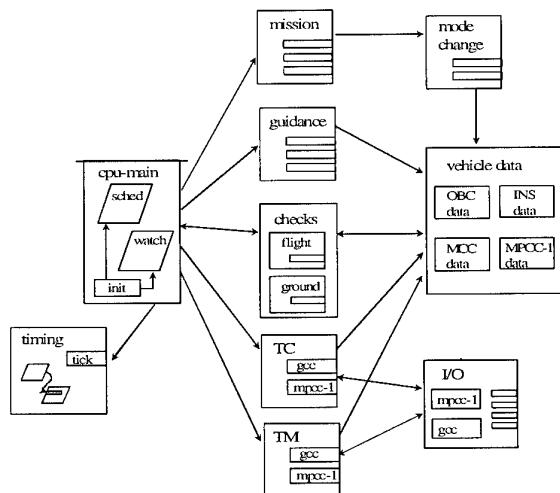 mission
mode
change
guidance
cpu-main
sched
watch
init
vehicle data
OBC
data
INS
data
MCC
data
MPCC-1
data
checks
flight
ground
timing
tick
TC
gcc
mpcc-1
I/O
mpcc-1
gcc
TM
gcc
mpcc-1